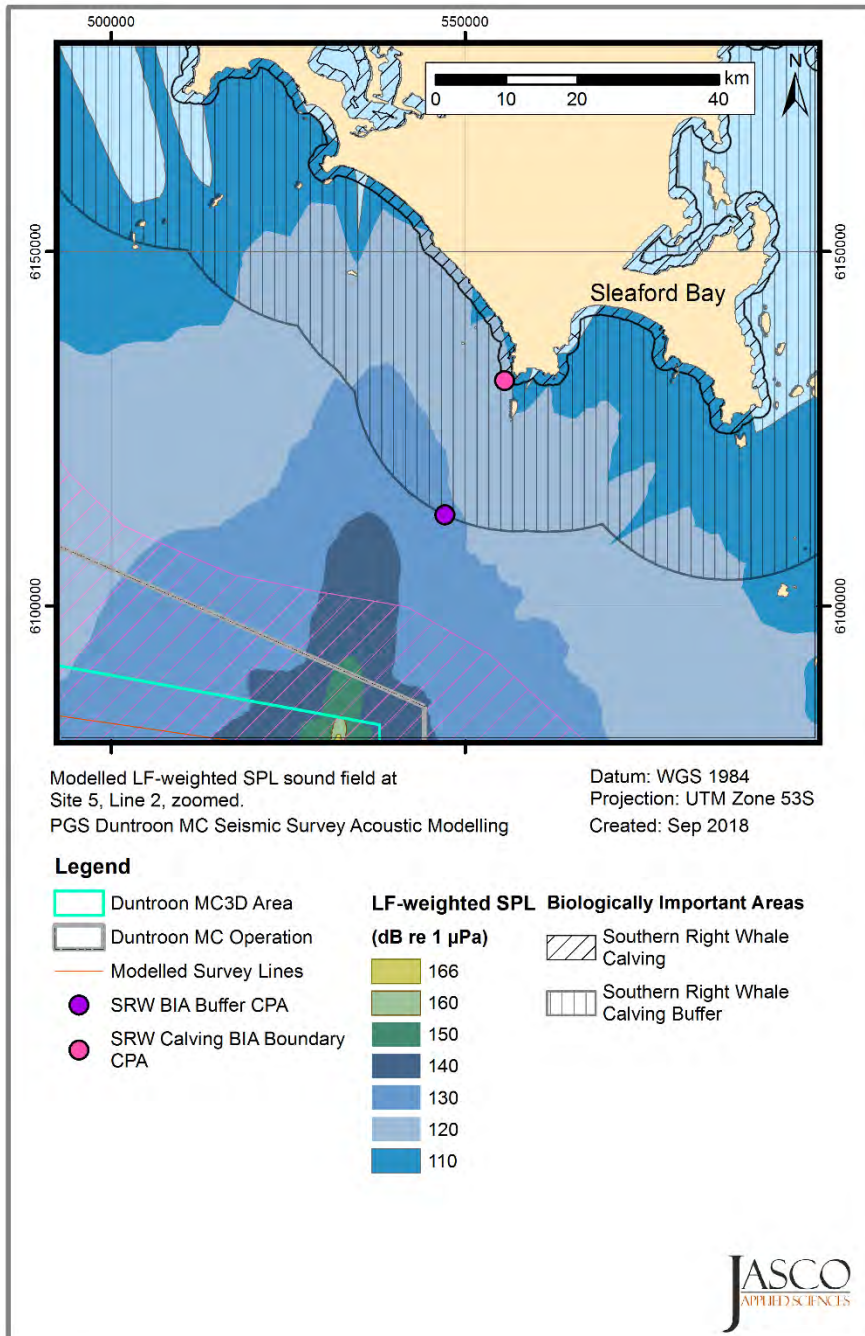 500000
550000
N
km
0
10
20
40
6150000
6150000
Sleaford Bay
6100000
6100000
Modelled LF-weighted SPL sound field at
Site 5, Line 2, zoomed.
PGS Duntroon MC Seismic Survey Acoustic Modelling
Datum: WGS 1984
Projection: UTM Zone 53S
Created: Sep 2018
Legend
Duntroon MC3D Area
Duntroon MC Operation
Modelled Survey Lines
SRW BIA Buffer CPA
SRW Calving BIA Boundary
CPA
LF-weighted SPL
(dB re 1 µPa)
166
160
150
140
130
120
110
Biologically Important Areas
Southern Right Whale
Calving
Southern Right Whale
Calving Buffer
JASCO
APPLIED SCIENCES